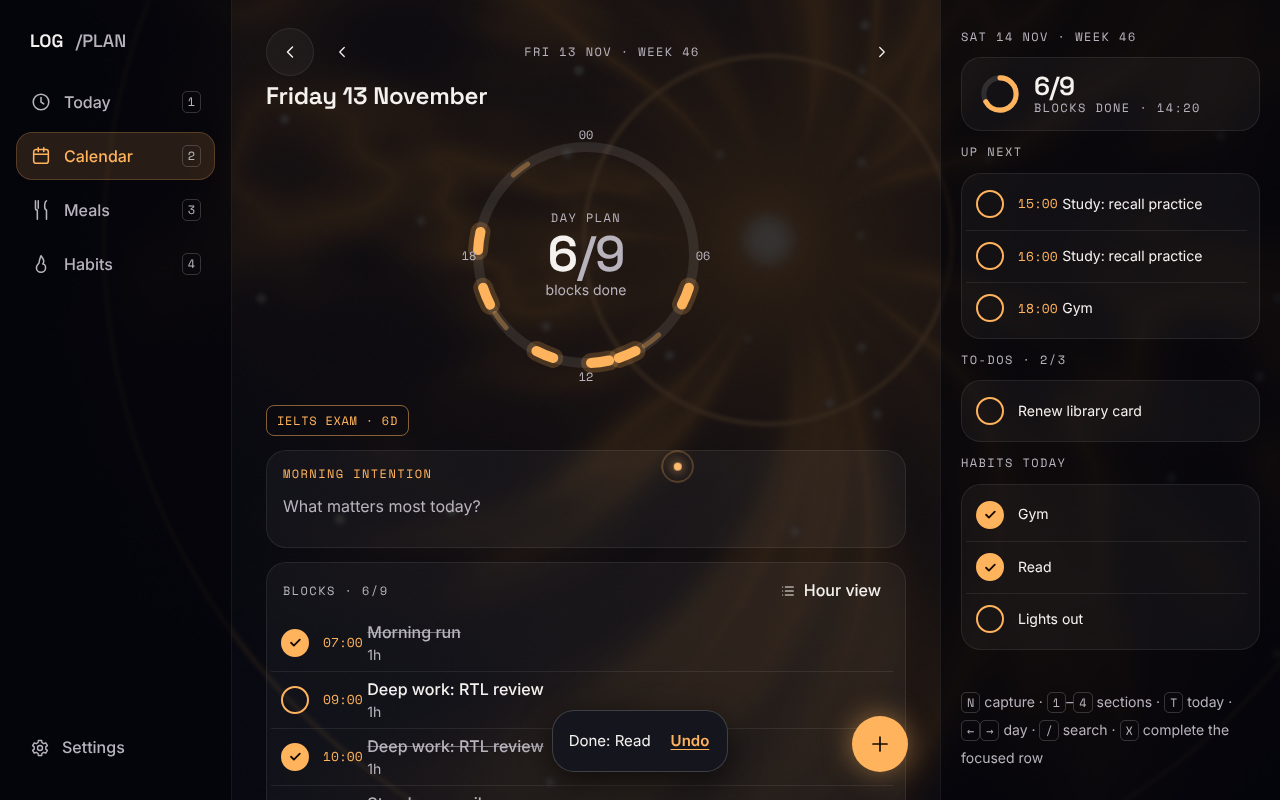 LOG /PLAN
Today 1
Calendar 2
Meals 3
Habits 4
Settings
FRI 13 NOV · WEEK 46
Friday 13 November
00
06
12
18
DAY PLAN
6/9
blocks done
IELTS EXAM · 6D
MORNING INTENTION
What matters most today?
BLOCKS · 6/9
Hour view
07:00 Morning run
1h
09:00 Deep work: RTL review
1h
10:00 Deep work: RTL review
1h
Done: Read Undo
SAT 14 NOV · WEEK 46
6/9
BLOCKS DONE · 14:20
UP NEXT
15:00 Study: recall practice
16:00 Study: recall practice
18:00 Gym
TO-DOS · 2/3
Renew library card
HABITS TODAY
Gym
Read
Lights out
N capture · 1–4 sections · T today ·
← → day · / search · X complete the
focused row